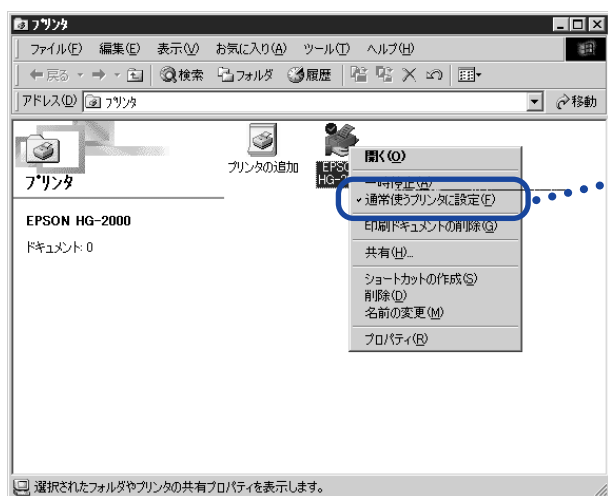 プリンタ
ファイル(F) 編集(E) 表示(V) お気に入り(A) ツール(T) ヘルプ(H)
戻る 検索 フォルダ 履歴
アドレス(D) プリンタ 移動
プリンタ
EPSON HG-2000
ドキュメント: 0
プリンタの追加
開く(O)
一時停止(A)
通常使うプリンタに設定(F)
印刷ドキュメントの削除(G)
共有(H)...
ショートカットの作成(S)
削除(D)
名前の変更(M)
プロパティ(R)
選択されたフォルダやプリンタの共有プロパティを表示します。